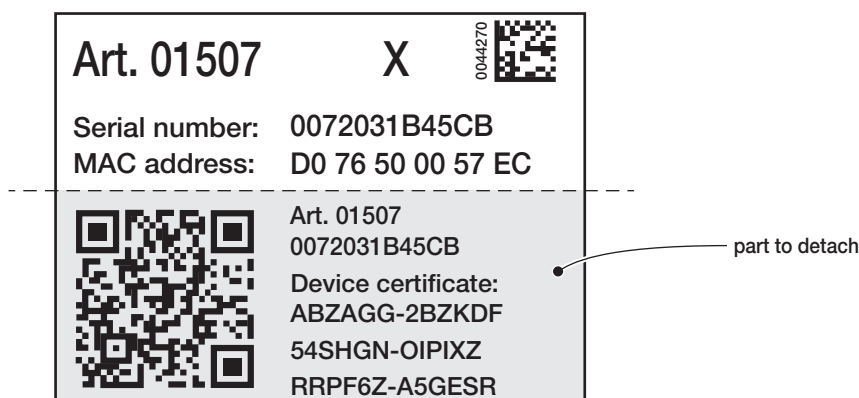 Art. 01507 X 0044270
Serial number: 0072031B45CB
MAC address: D0 76 50 00 57 EC
Art. 01507
0072031B45CB
Device certificate:
ABZAGG-2BZKDF
54SHGN-OIPIXZ
RRPF6Z-A5GESR
part to detach